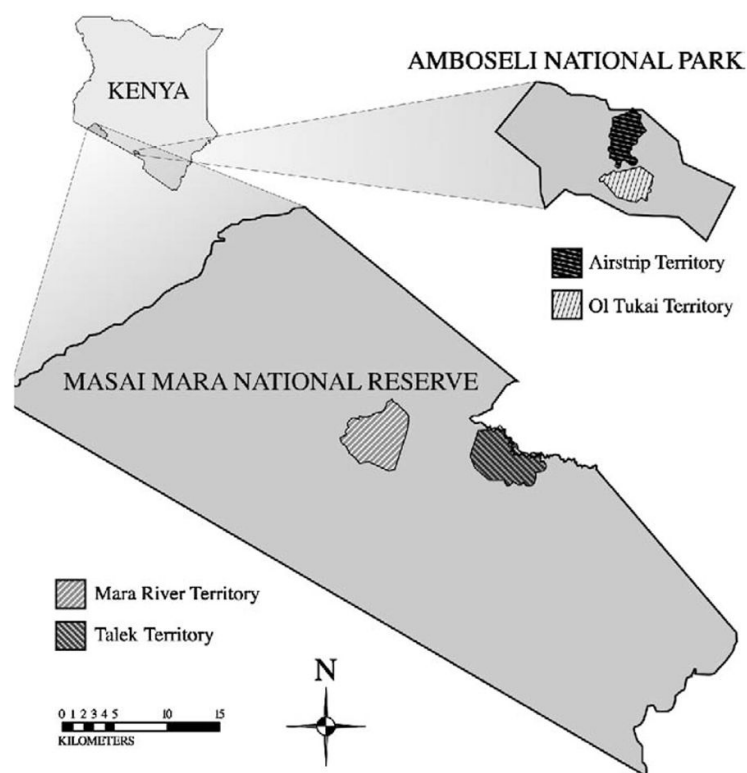 KENYA
AMBOSELI NATIONAL PARK
Airstrip Territory
Ol Tukai Territory
MASAI MARA NATIONAL RESERVE
Mara River Territory
Talek Territory
N
0 1 2 3 4 5 10 15
KILOMETERS